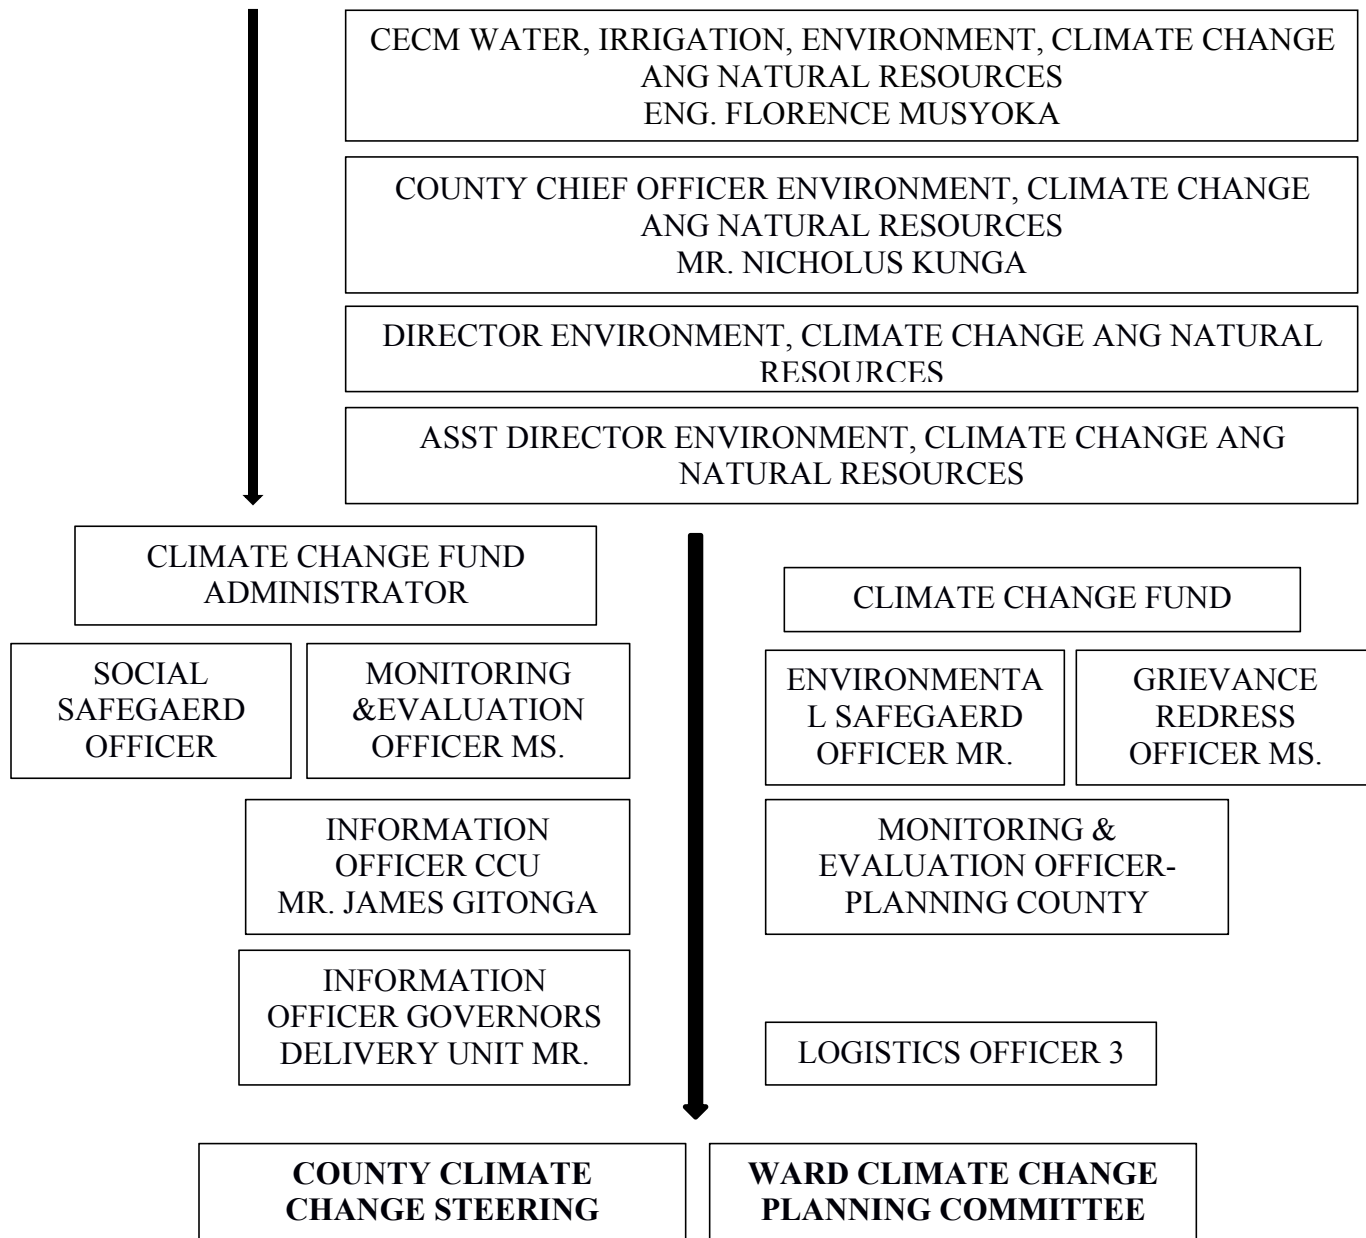 CECM WATER, IRRIGATION, ENVIRONMENT, CLIMATE CHANGE
ANG NATURAL RESOURCES
ENG. FLORENCE MUSYOKA
COUNTY CHIEF OFFICER ENVIRONMENT, CLIMATE CHANGE
ANG NATURAL RESOURCES
MR. NICHOLUS KUNGA
DIRECTOR ENVIRONMENT, CLIMATE CHANGE ANG NATURAL
RESOURCES
ASST DIRECTOR ENVIRONMENT, CLIMATE CHANGE ANG
NATURAL RESOURCES
CLIMATE CHANGE FUND
ADMINISTRATOR
CLIMATE CHANGE FUND
SOCIAL
SAFEGAERD
OFFICER
MONITORING
&EVALUATION
OFFICER MS.
ENVIRONMENTA
L SAFEGAERD
OFFICER MR.
GRIEVANCE
REDRESS
OFFICER MS.
INFORMATION
OFFICER CCU
MR. JAMES GITONGA
MONITORING &
EVALUATION OFFICER-
PLANNING COUNTY
INFORMATION
OFFICER GOVERNORS
DELIVERY UNIT MR.
LOGISTICS OFFICER 3
COUNTY CLIMATE
CHANGE STEERING
WARD CLIMATE CHANGE
PLANNING COMMITTEE